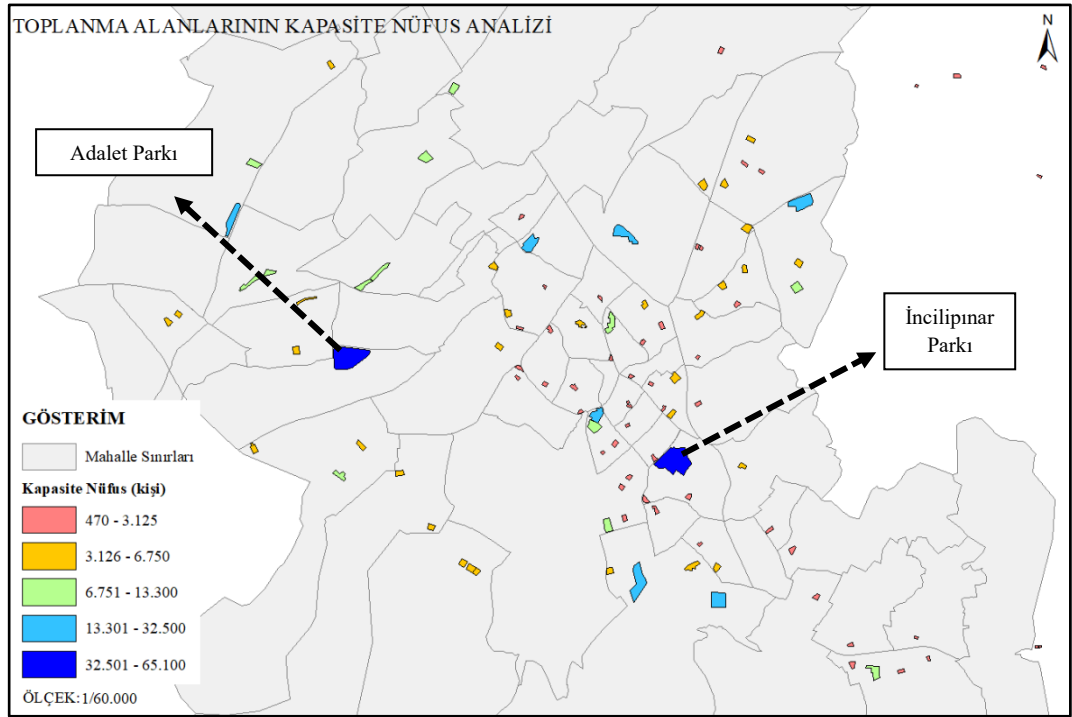 TOPLANMA ALANLARININ KAPASİTE NÜFUS ANALİZİ
N
Adalet Parkı
İncilipınar
Parkı
GÖSTERİM
Mahalle Sınırları
Kapasite Nüfus (kişi)
470 - 3.125
3.126 - 6.750
6.751 - 13.300
13.301 - 32.500
32.501 - 65.100
ÖLÇEK:1/60.000